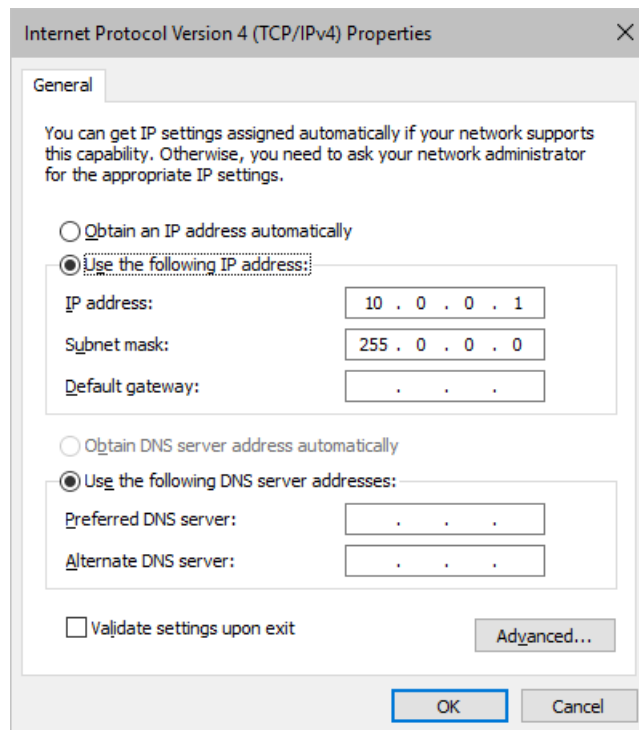 Internet Protocol Version 4 (TCP/IPv4) Properties
General
You can get IP settings assigned automatically if your network supports
this capability. Otherwise, you need to ask your network administrator
for the appropriate IP settings.
Obtain an IP address automatically
Use the following IP address:
IP address: 10 . 0 . 0 . 1
Subnet mask: 255 . 0 . 0 . 0
Default gateway: . . .
Obtain DNS server address automatically
Use the following DNS server addresses:
Preferred DNS server: . . .
Alternate DNS server: . . .
Validate settings upon exit
Advanced...
OK Cancel